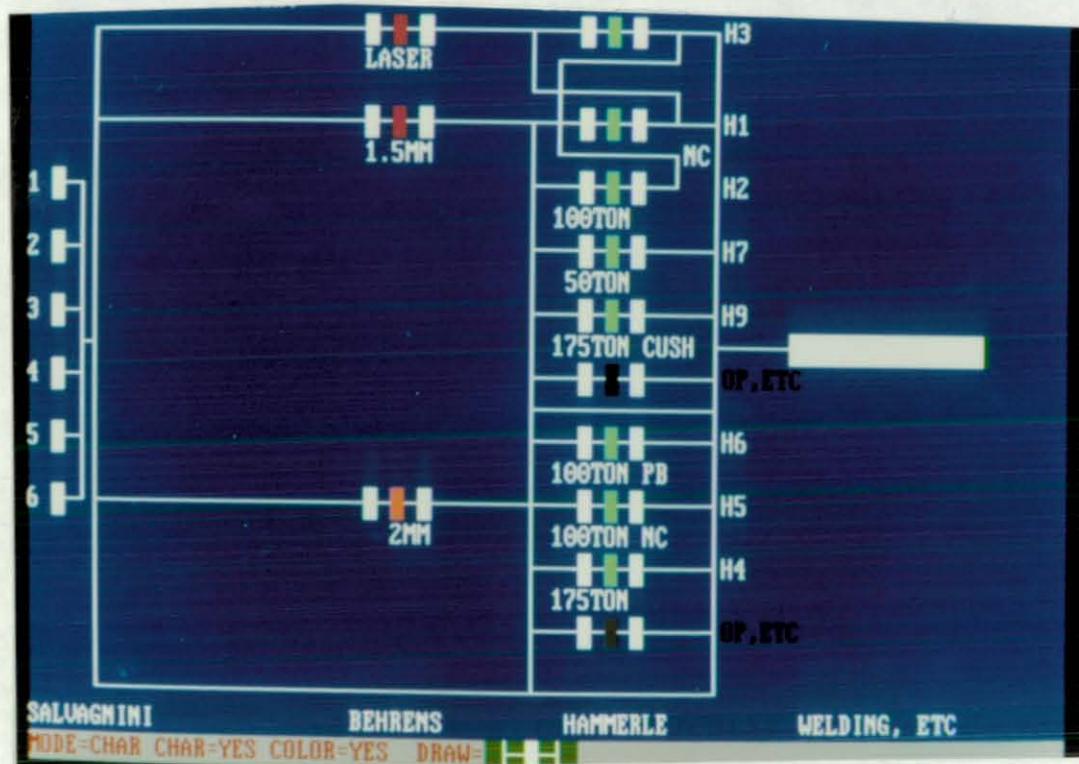 LASER
H3
1.5MM
H1
NC
1
H2
100TON
2
H7
50TON
3
H9
175TON CUSH
4
OP,ETC
5
H6
100TON PB
6
H5
2MM
100TON NC
H4
175TON
OP,ETC
SALVAGNINI
BEHRENS
HAMMERLE
WELDING, ETC
MODE=CHAR CHAR=YES COLOR=YES DRAW=